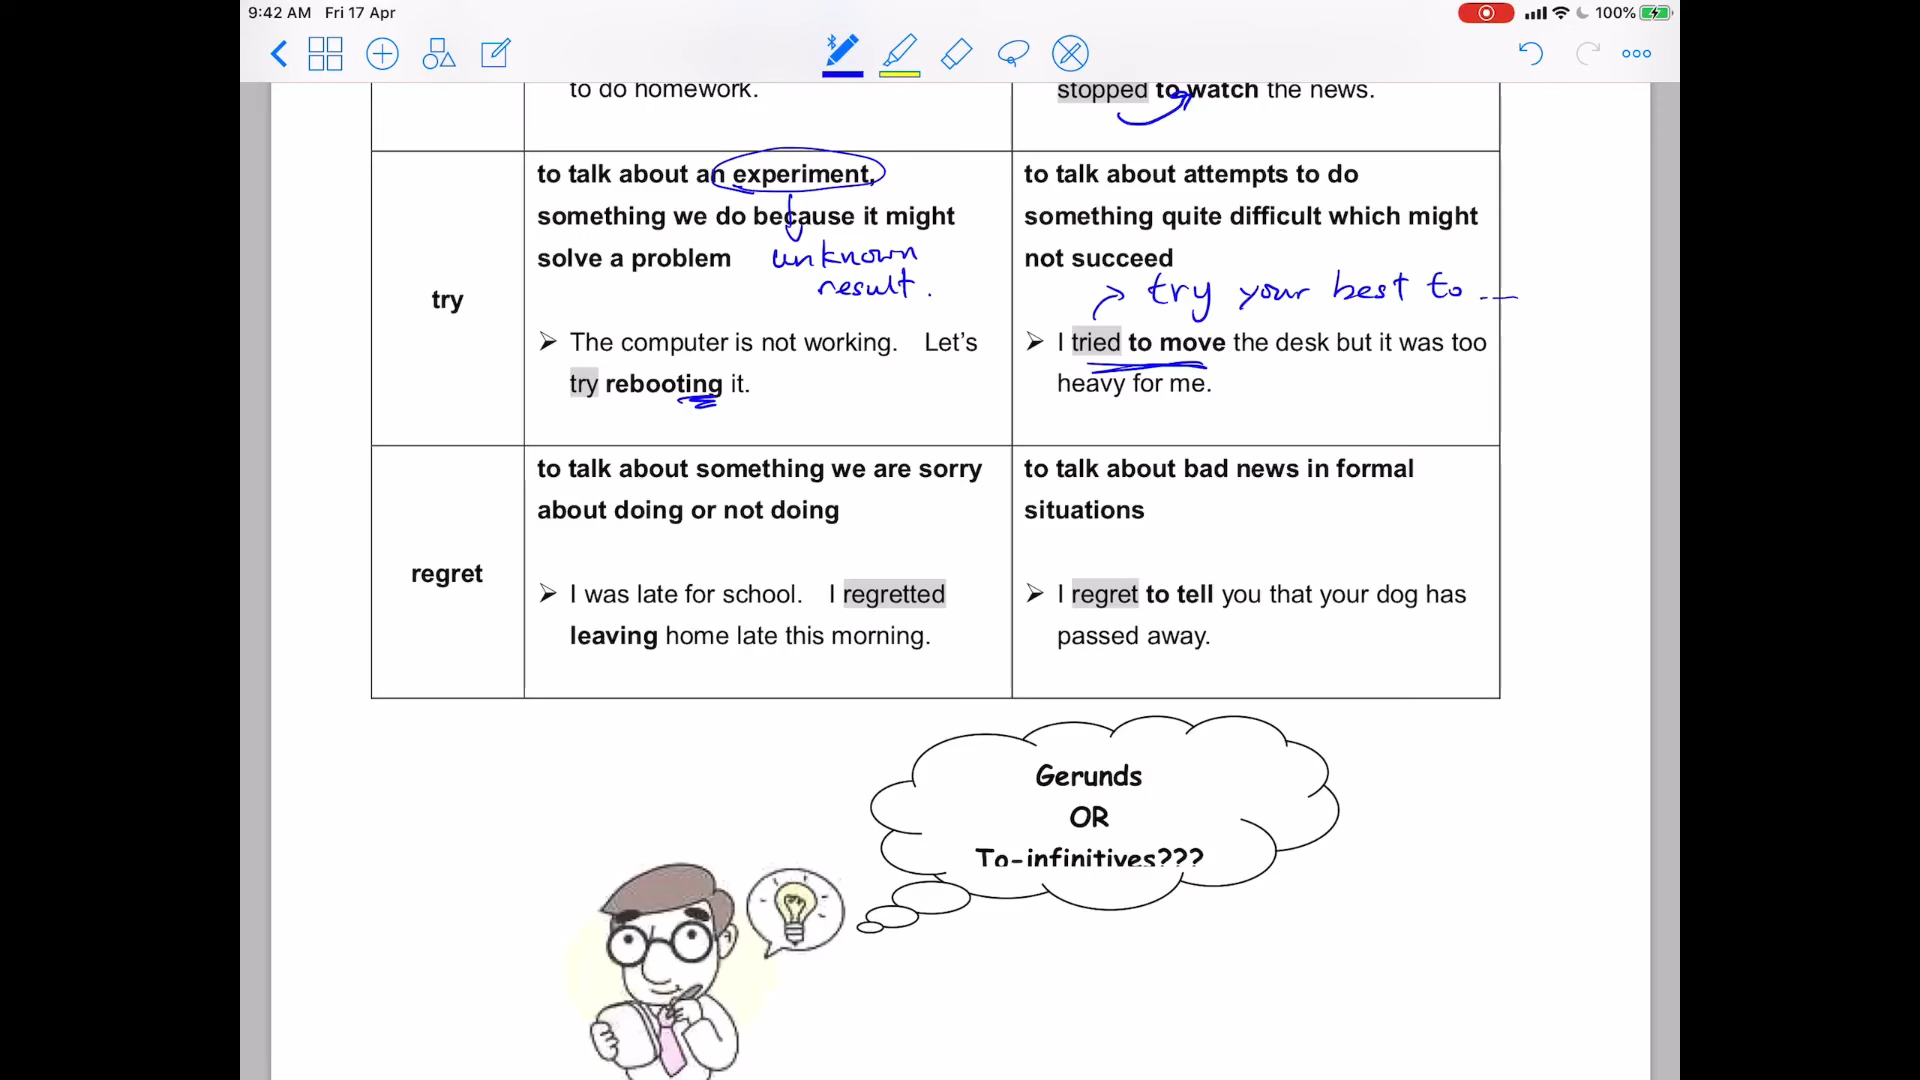 9:42 AM Fri 17 Apr
100%
to do homework.
stopped to watch the news.
try
to talk about an experiment,
something we do because it might
solve a problem
unknown
result.
➢ The computer is not working. Let's
try rebooting it.
to talk about attempts to do
something quite difficult which might
not succeed
→ try your best to ...
➢ I tried to move the desk but it was too
heavy for me.
regret
to talk about something we are sorry
about doing or not doing
➢ I was late for school. I regretted
leaving home late this morning.
to talk about bad news in formal
situations
➢ I regret to tell you that your dog has
passed away.
Gerunds
OR
To-infinitives???